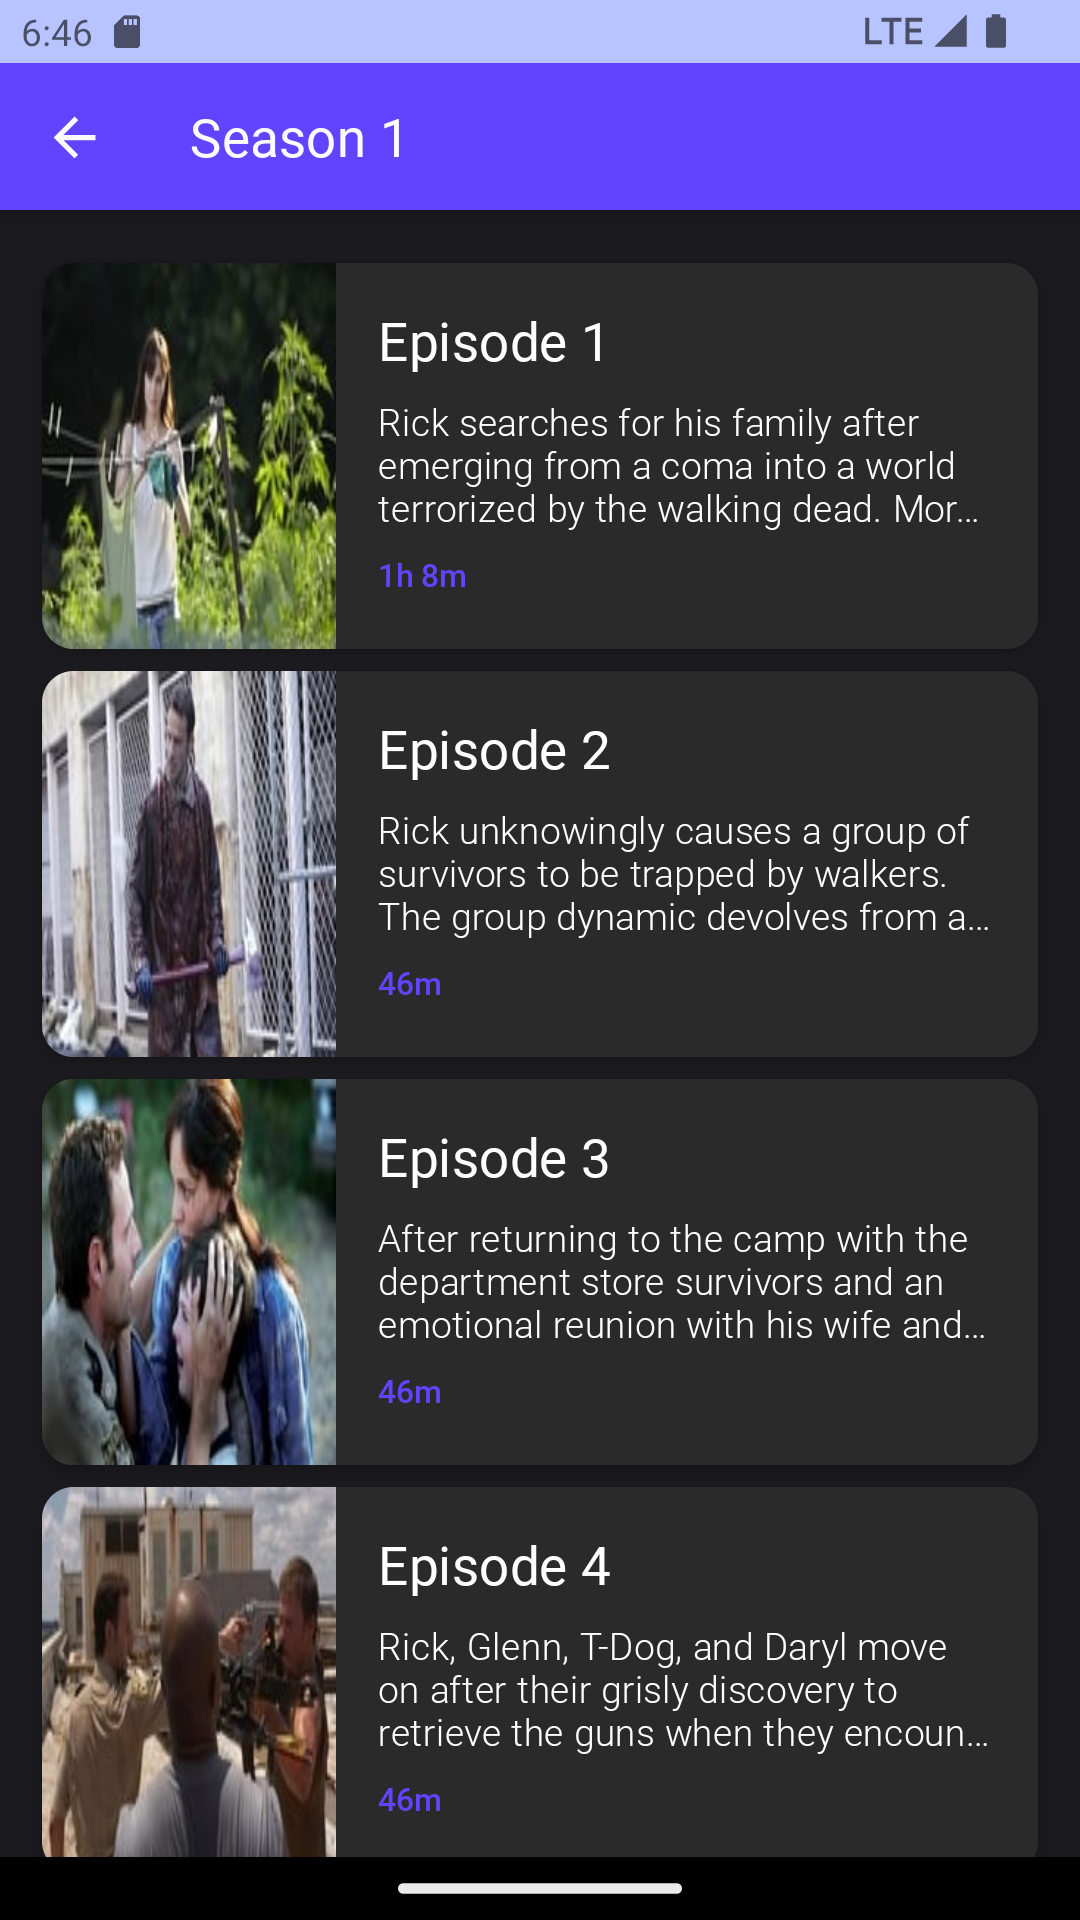 6:46
LTE
Season 1
Episode 1
Rick searches for his family after
emerging from a coma into a world
terrorized by the walking dead. Mor…
1h 8m
Episode 2
Rick unknowingly causes a group of
survivors to be trapped by walkers.
The group dynamic devolves from a…
46m
Episode 3
After returning to the camp with the
department store survivors and an
emotional reunion with his wife and…
46m
Episode 4
Rick, Glenn, T-Dog, and Daryl move
on after their grisly discovery to
retrieve the guns when they encoun…
46m